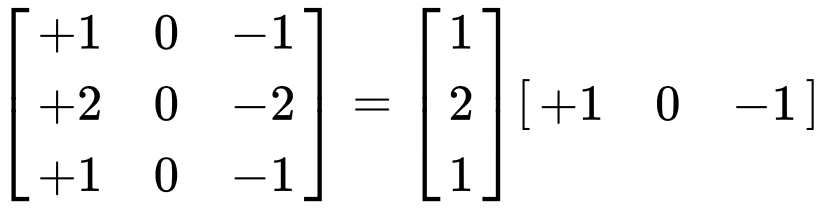 [ +1 0 −1 ] [ 1 ]
[ +2 0 −2 ] = [ 2 ] [ +1 0 −1 ]
[ +1 0 −1 ] [ 1 ]